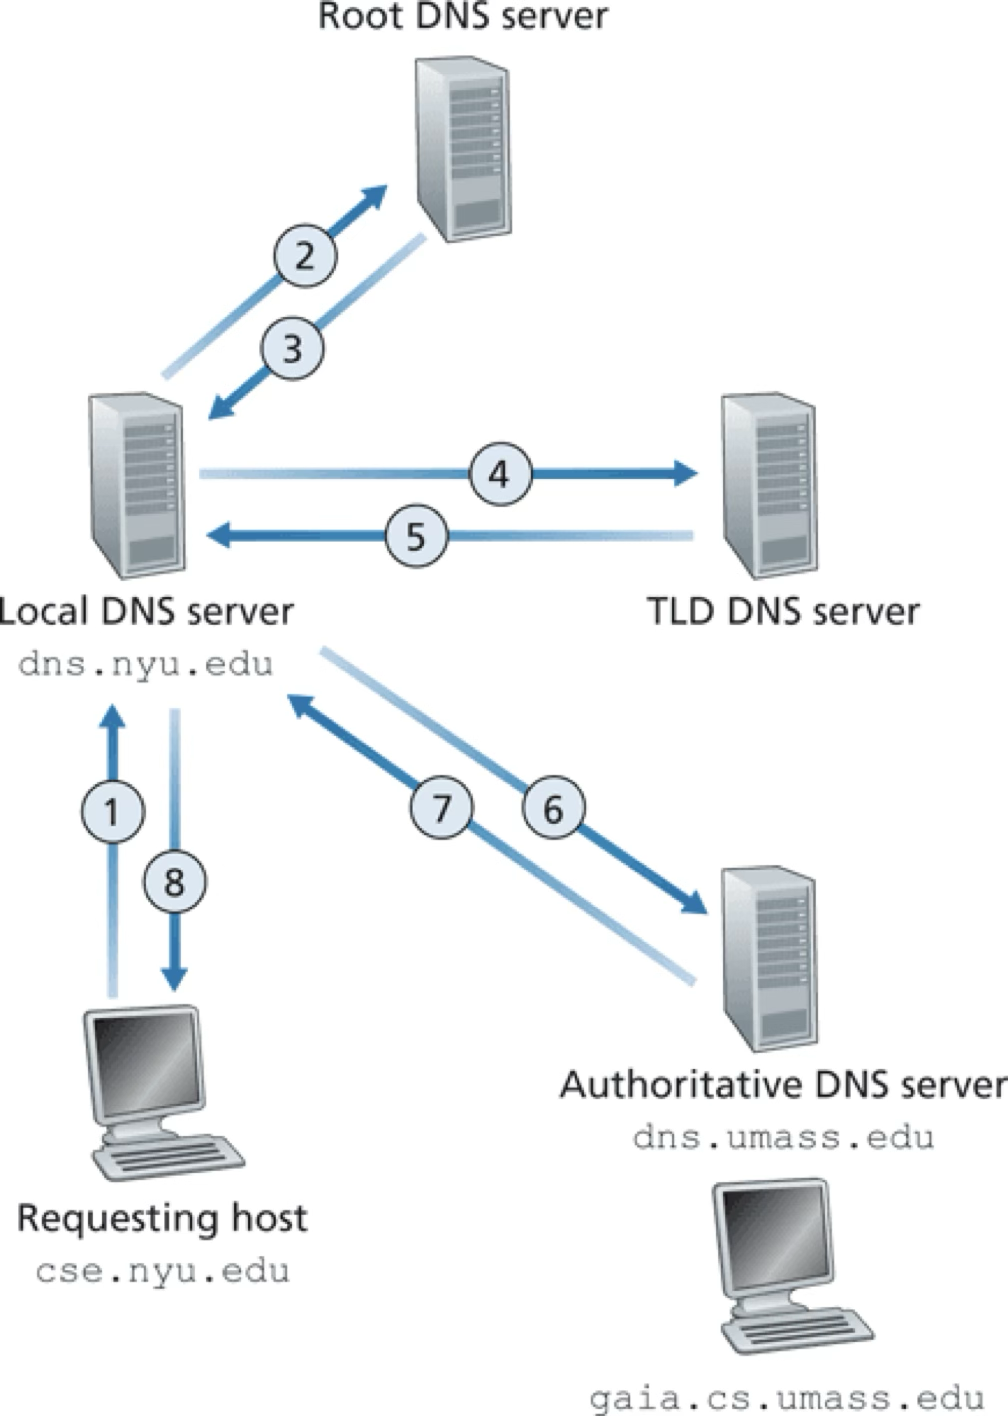 Root DNS server
2
3
4
5
Local DNS server
dns.nyu.edu
TLD DNS server
1
8
7
6
Authoritative DNS server
dns.umass.edu
Requesting host
cse.nyu.edu
gaia.cs.umass.edu